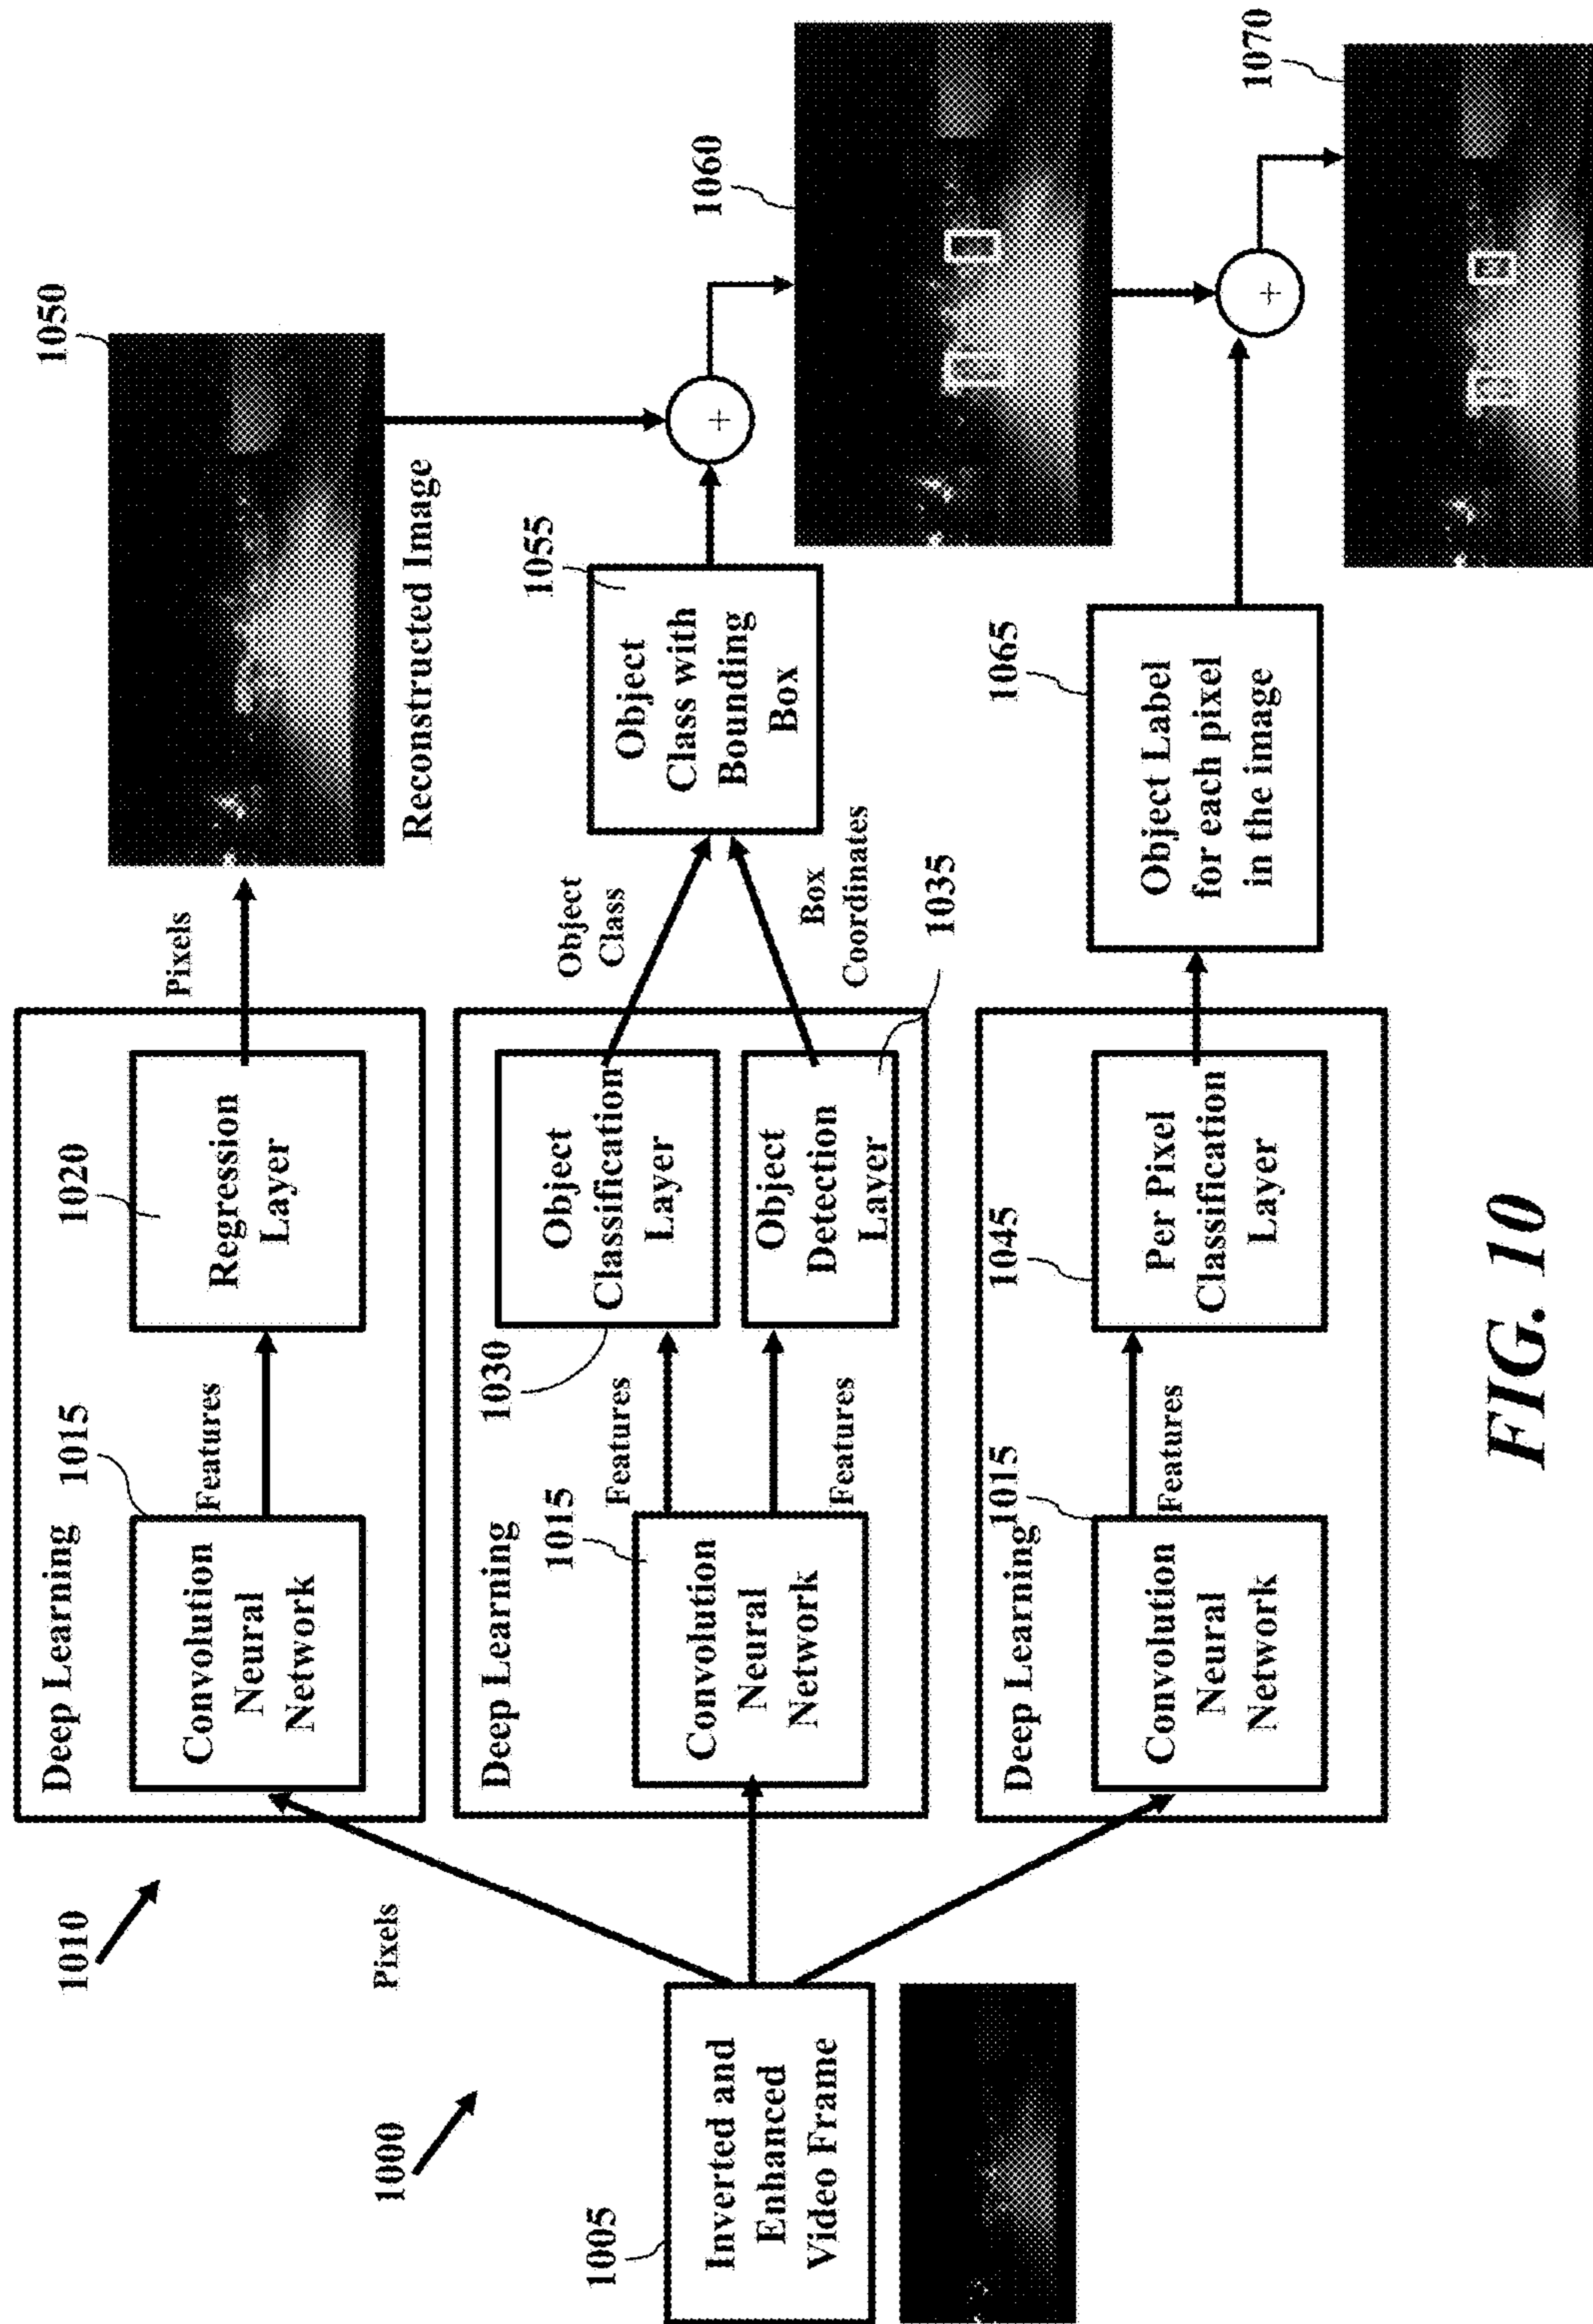 1000
1005
Inverted and
Enhanced
Video Frame
Pixels
1010
Deep Learning
1015
Convolution
Neural
Network
Features
1020
Regression
Layer
Pixels
1050
Reconstructed Image
Deep Learning
1015
Convolution
Neural
Network
Features
Features
1030
Object
Classification
Layer
Object
Detection
Layer
1035
Object
Class
Box
Coordinates
1055
Object
Class with
Bounding
Box
+
1060
Deep Learning
1015
Convolution
Neural
Network
Features
1045
Per Pixel
Classification
Layer
1065
Object Label
for each pixel
in the image
+
1070
FIG. 10